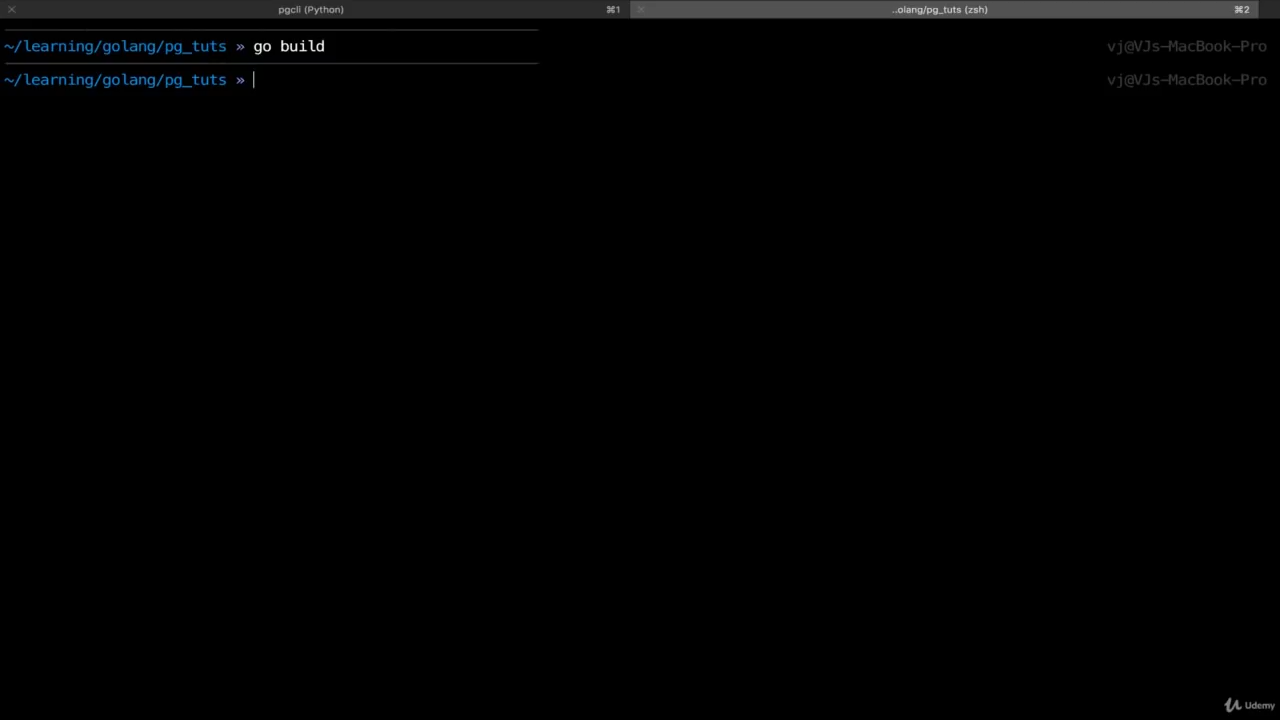 pgcli (Python) ⌘1 ..olang/pg_tuts (zsh) ⌘2
~/learning/golang/pg_tuts » go build vj@VJs-MacBook-Pro
~/learning/golang/pg_tuts » vj@VJs-MacBook-Pro
Udemy